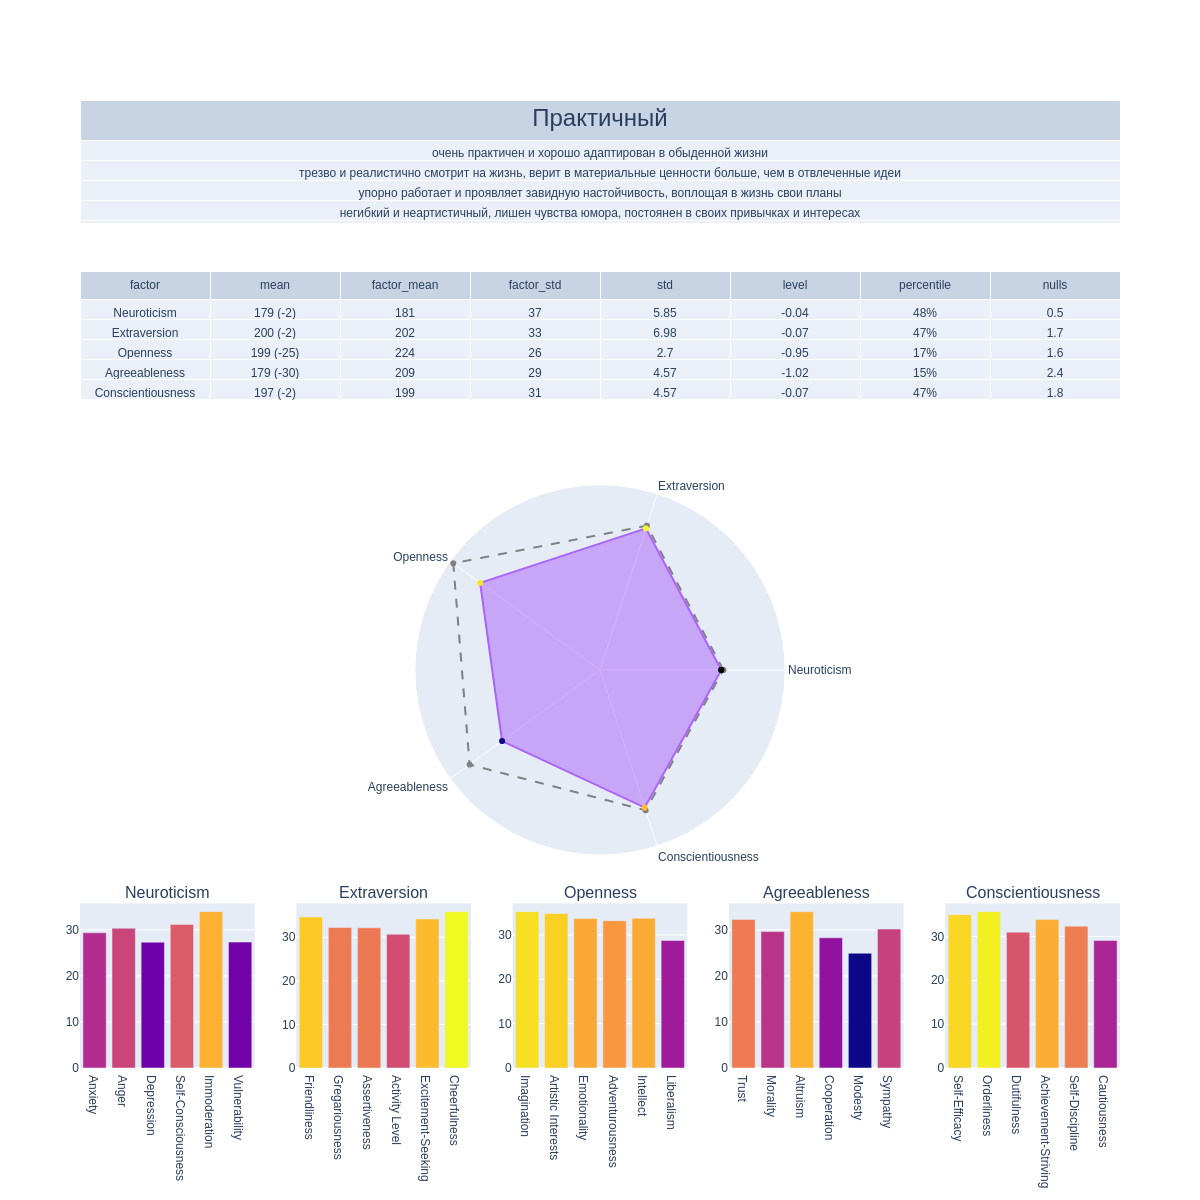 Практичный
очень практичен и хорошо адаптирован в обыденной жизни
трезво и реалистично смотрит на жизнь, верит в материальные ценности больше, чем в отвлеченные идеи
упорно работает и проявляет завидную настойчивость, воплощая в жизнь свои планы
негибкий и неартистичный, лишен чувства юмора, постоянен в своих привычках и интересах
factor mean factor_mean factor_std std level percentile nulls
Neuroticism 179 (-2) 181 37 5.85 -0.04 48% 0.5
Extraversion 200 (-2) 202 33 6.98 -0.07 47% 1.7
Openness 199 (-25) 224 26 2.7 -0.95 17% 1.6
Agreeableness 179 (-30) 209 29 4.57 -1.02 15% 2.4
Conscientiousness 197 (-2) 199 31 4.57 -0.07 47% 1.8
Extraversion
Openness
Neuroticism
Agreeableness
Conscientiousness
Neuroticism
30
20
10
0
Anxiety
Anger
Depression
Self-Consciousness
Immoderation
Vulnerability
Extraversion
30
20
10
0
Friendliness
Gregariousness
Assertiveness
Activity Level
Excitement-Seeking
Cheerfulness
Openness
30
20
10
0
Imagination
Artistic Interests
Emotionality
Adventurousness
Intellect
Liberalism
Agreeableness
30
20
10
0
Trust
Morality
Altruism
Cooperation
Modesty
Sympathy
Conscientiousness
30
20
10
0
Self-Efficacy
Orderliness
Dutifulness
Achievement-Striving
Self-Discipline
Cautiousness